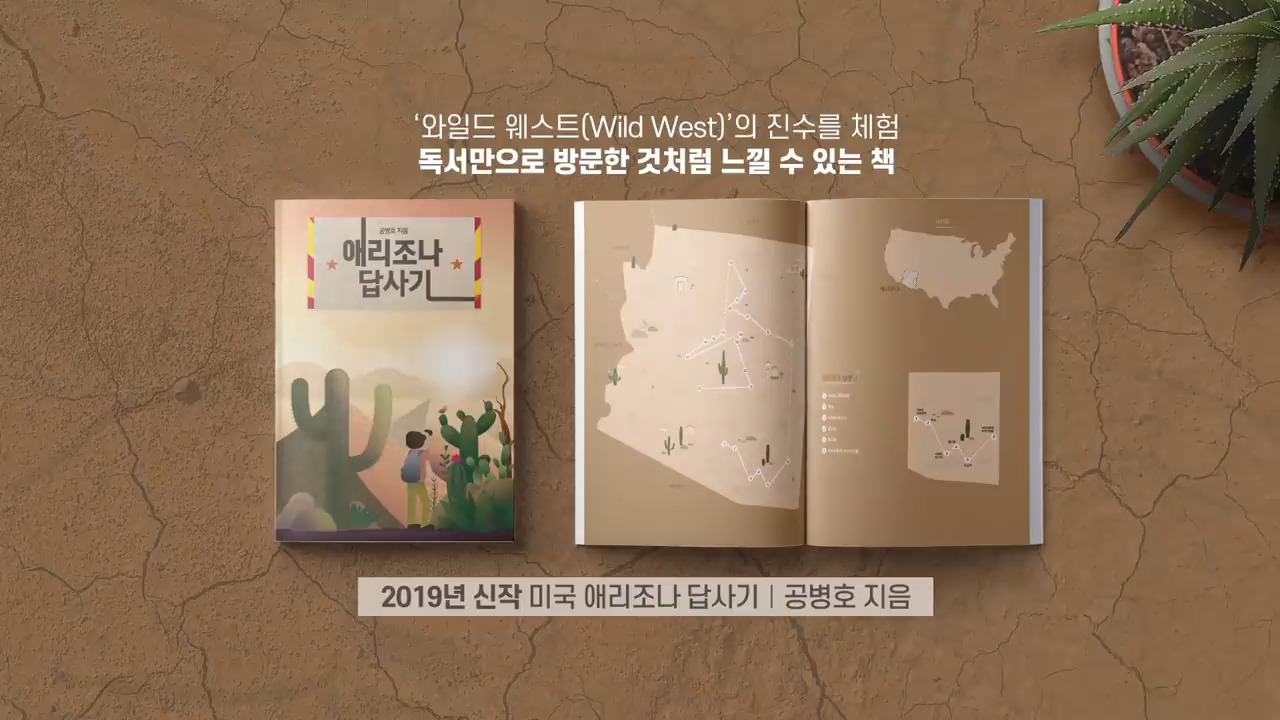 ‘와일드 웨스트(Wild West)’의 진수를 체험
독서만으로 방문한 것처럼 느낄 수 있는 책
공병호 지음
애리조나
답사기
2019년 신작 미국 애리조나 답사기 | 공병호 지음